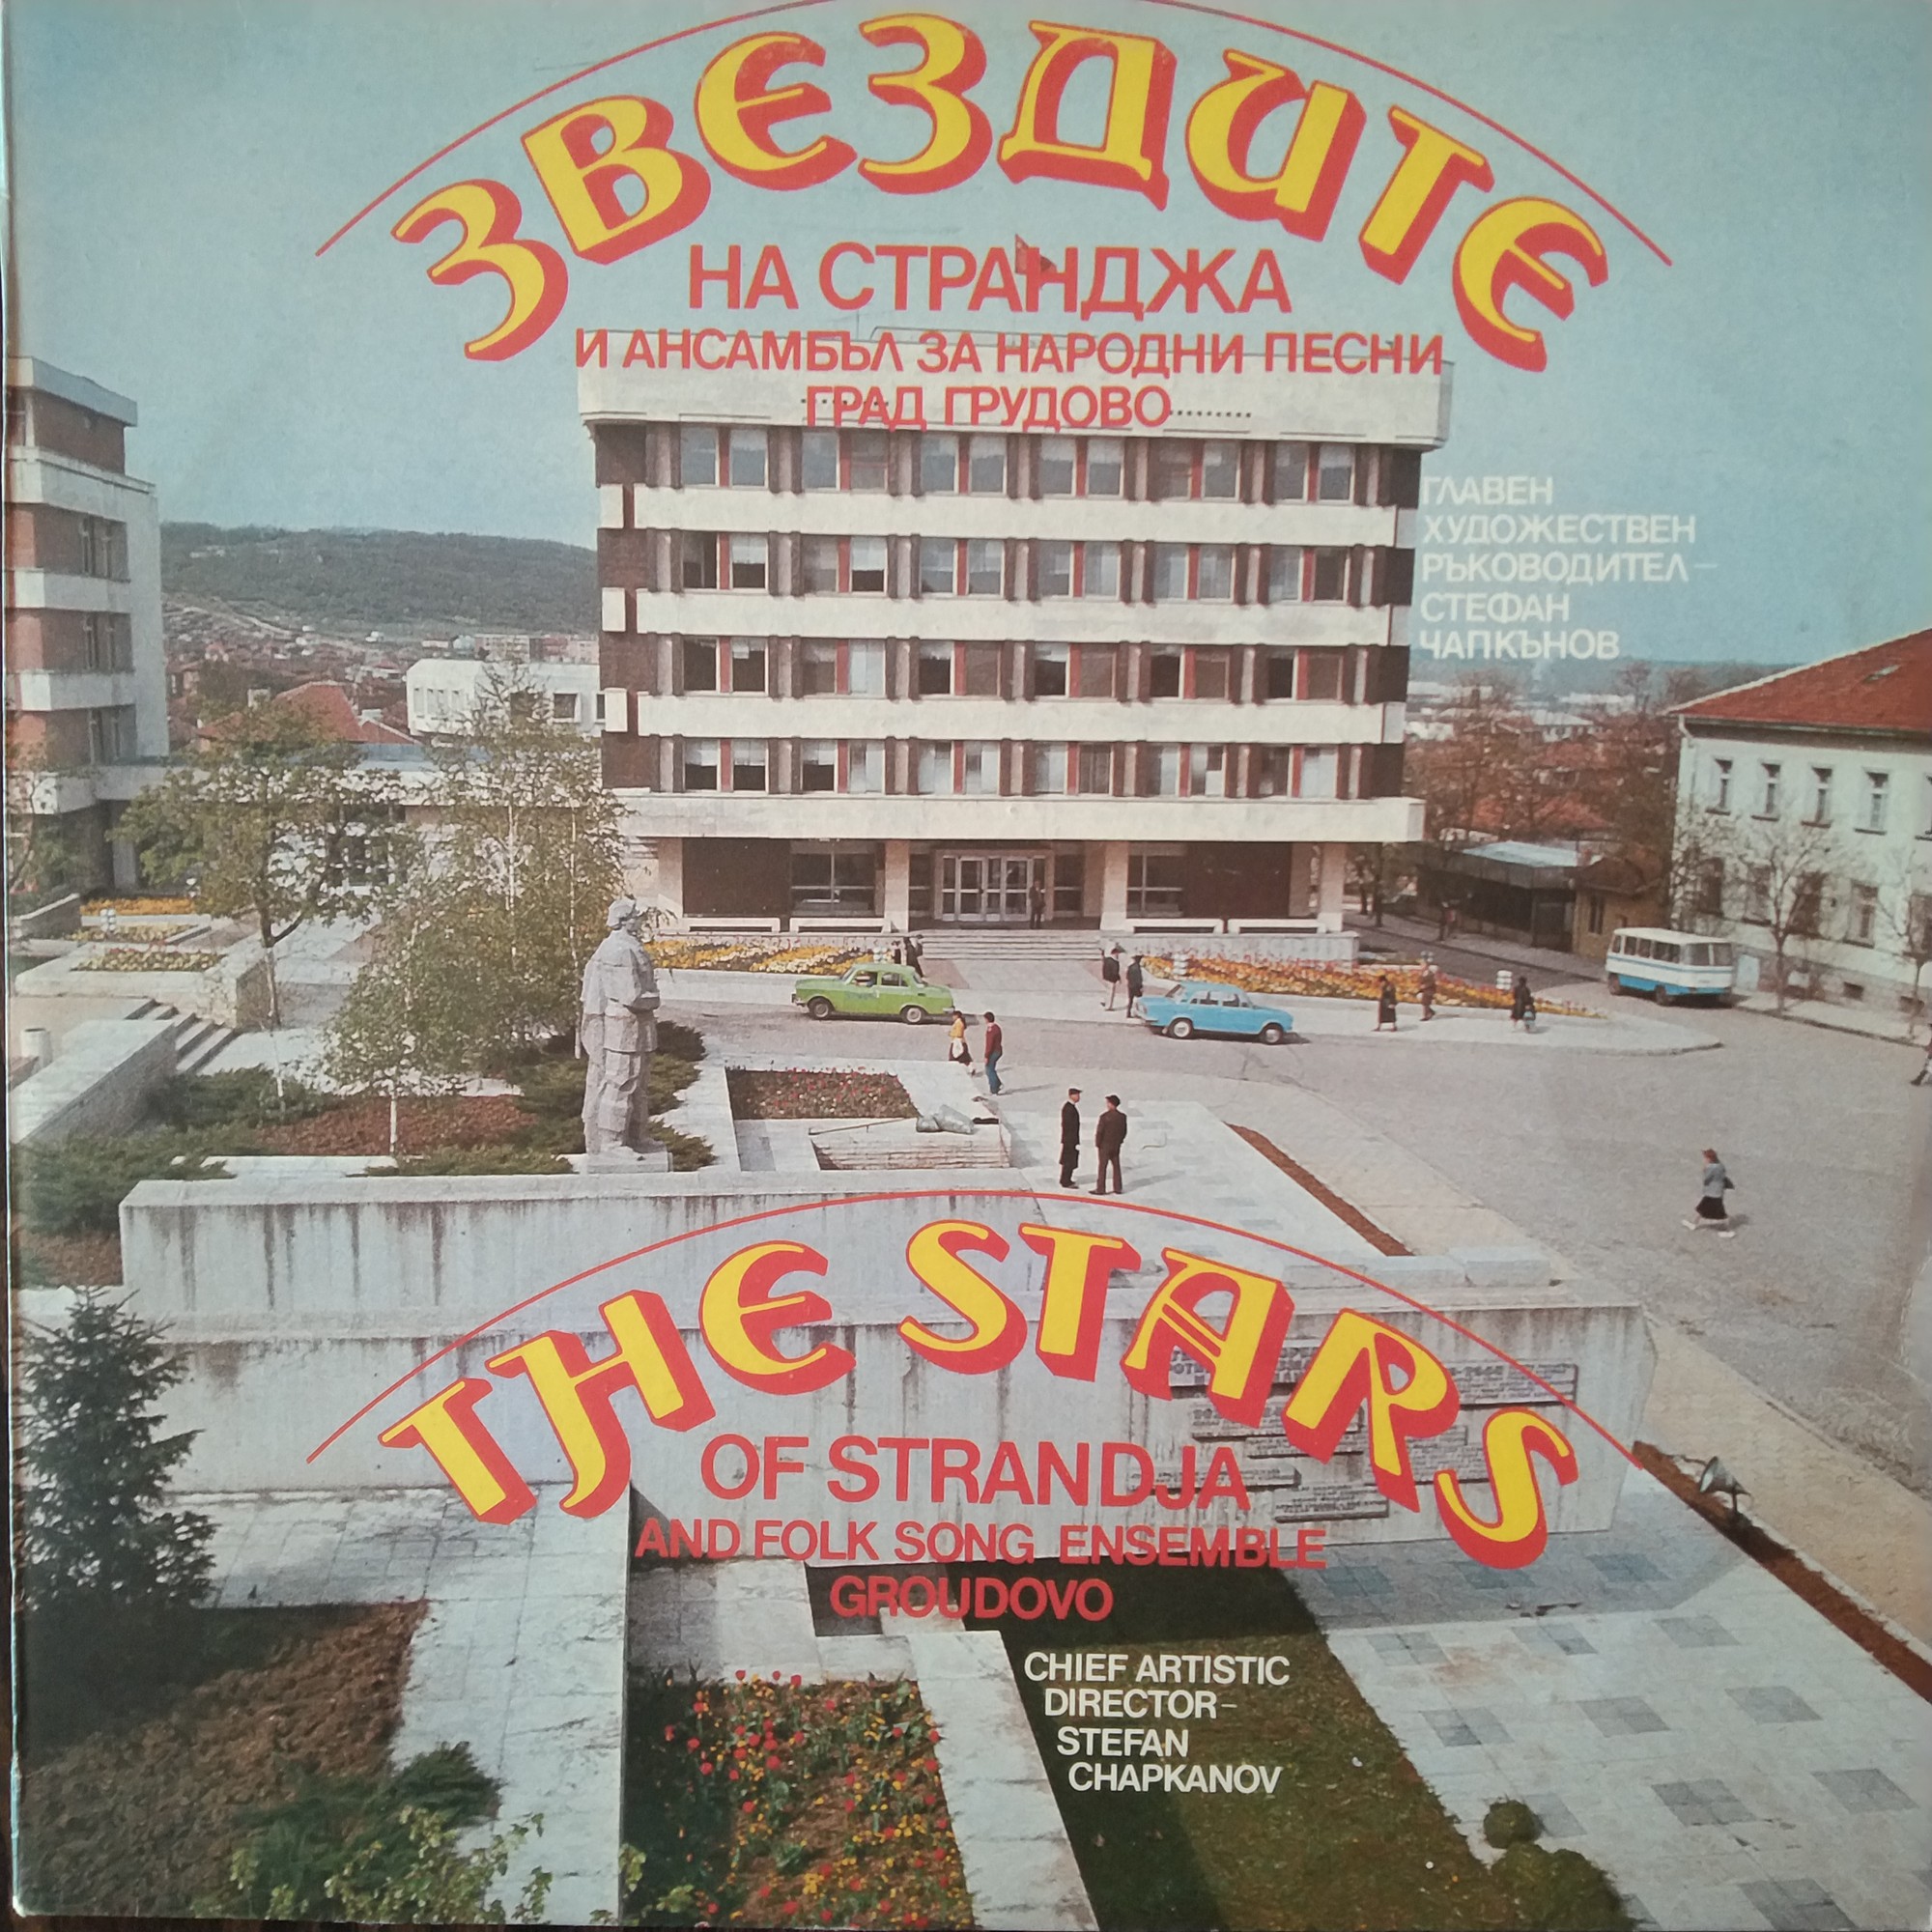 ЗВЕЗДИТЕ
НА СТРАНДЖА
И АНСАМБЪЛ ЗА НАРОДНИ ПЕСНИ
ГРАД ГРУДОВО
ГЛАВЕН
ХУДОЖЕСТВЕН
РЪКОВОДИТЕЛ–
СТЕФАН
ЧАПКЪНОВ
THE STARS
OF STRANDJA
AND FOLK SONG ENSEMBLE
GROUDOVO
CHIEF ARTISTIC
DIRECTOR–
STEFAN
CHAPKANOV